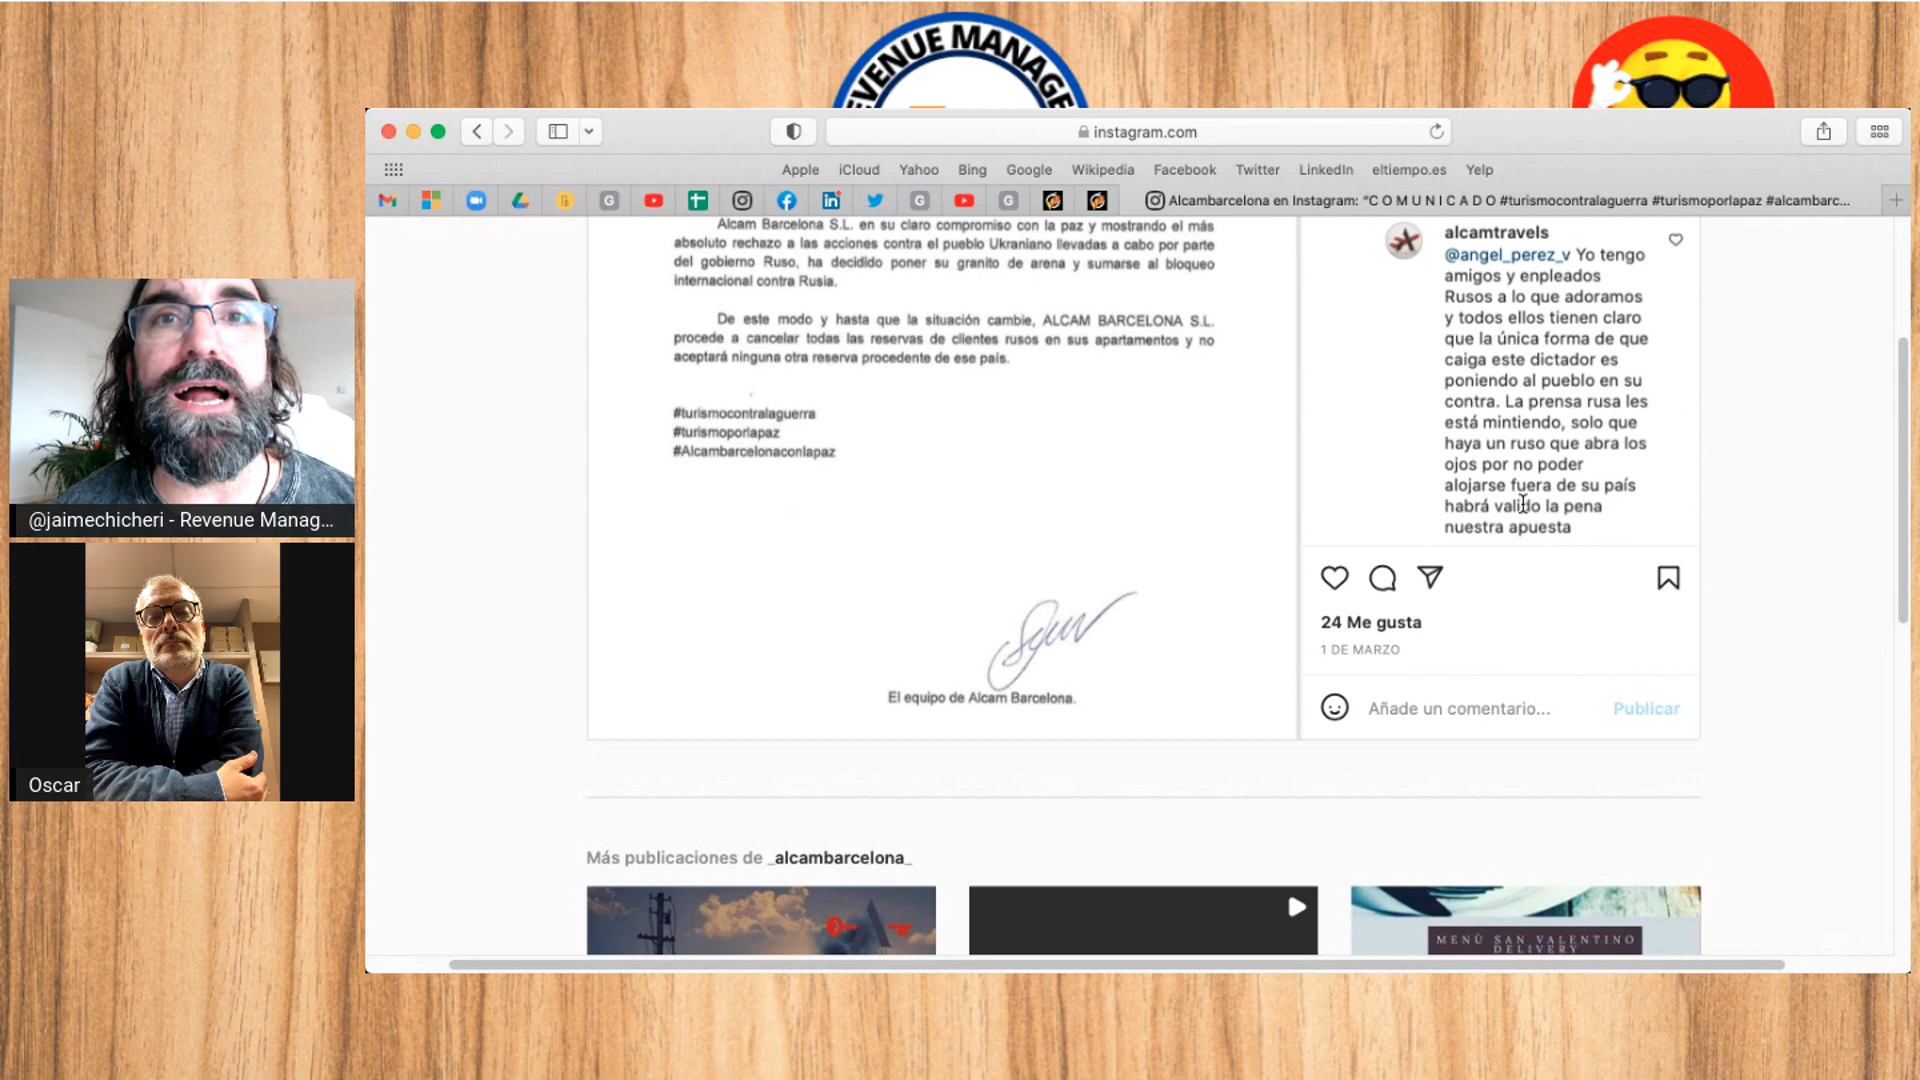 REVENUE MANAGE
instagram.com
Apple iCloud Yahoo Bing Google Wikipedia Facebook Twitter LinkedIn eltiempo.es Yelp
Alcambarcelona en Instagram: "C O M U N I C A D O #turismocontralaguerra #turismoporlapaz #alcambarc...
Alcam Barcelona S.L. en su claro compromiso con la paz y mostrando el más
absoluto rechazo a las acciones contra el pueblo Ukraniano llevadas a cabo por parte
del gobierno Ruso, ha decidido poner su granito de arena y sumarse al bloqueo
internacional contra Rusia.
De este modo y hasta que la situación cambie, ALCAM BARCELONA S.L.
procede a cancelar todas las reservas de clientes rusos en sus apartamentos y no
aceptará ninguna otra reserva procedente de ese país.
#turismocontralaguerra
#turismoporlapaz
#Alcambarcelonaconlapaz
El equipo de Alcam Barcelona.
alcamtravels
@angel_perez_v Yo tengo
amigos y enpleados
Rusos a lo que adoramos
y todos ellos tienen claro
que la única forma de que
caiga este dictador es
poniendo al pueblo en su
contra. La prensa rusa les
está mintiendo, solo que
haya un ruso que abra los
ojos por no poder
alojarse fuera de su país
habrá valido la pena
nuestra apuesta
24 Me gusta
1 DE MARZO
Añade un comentario... Publicar
Más publicaciones de _alcambarcelona_
MENÚ SAN VALENTINO
DELIVERY
@jaimechicheri - Revenue Manag...
Oscar